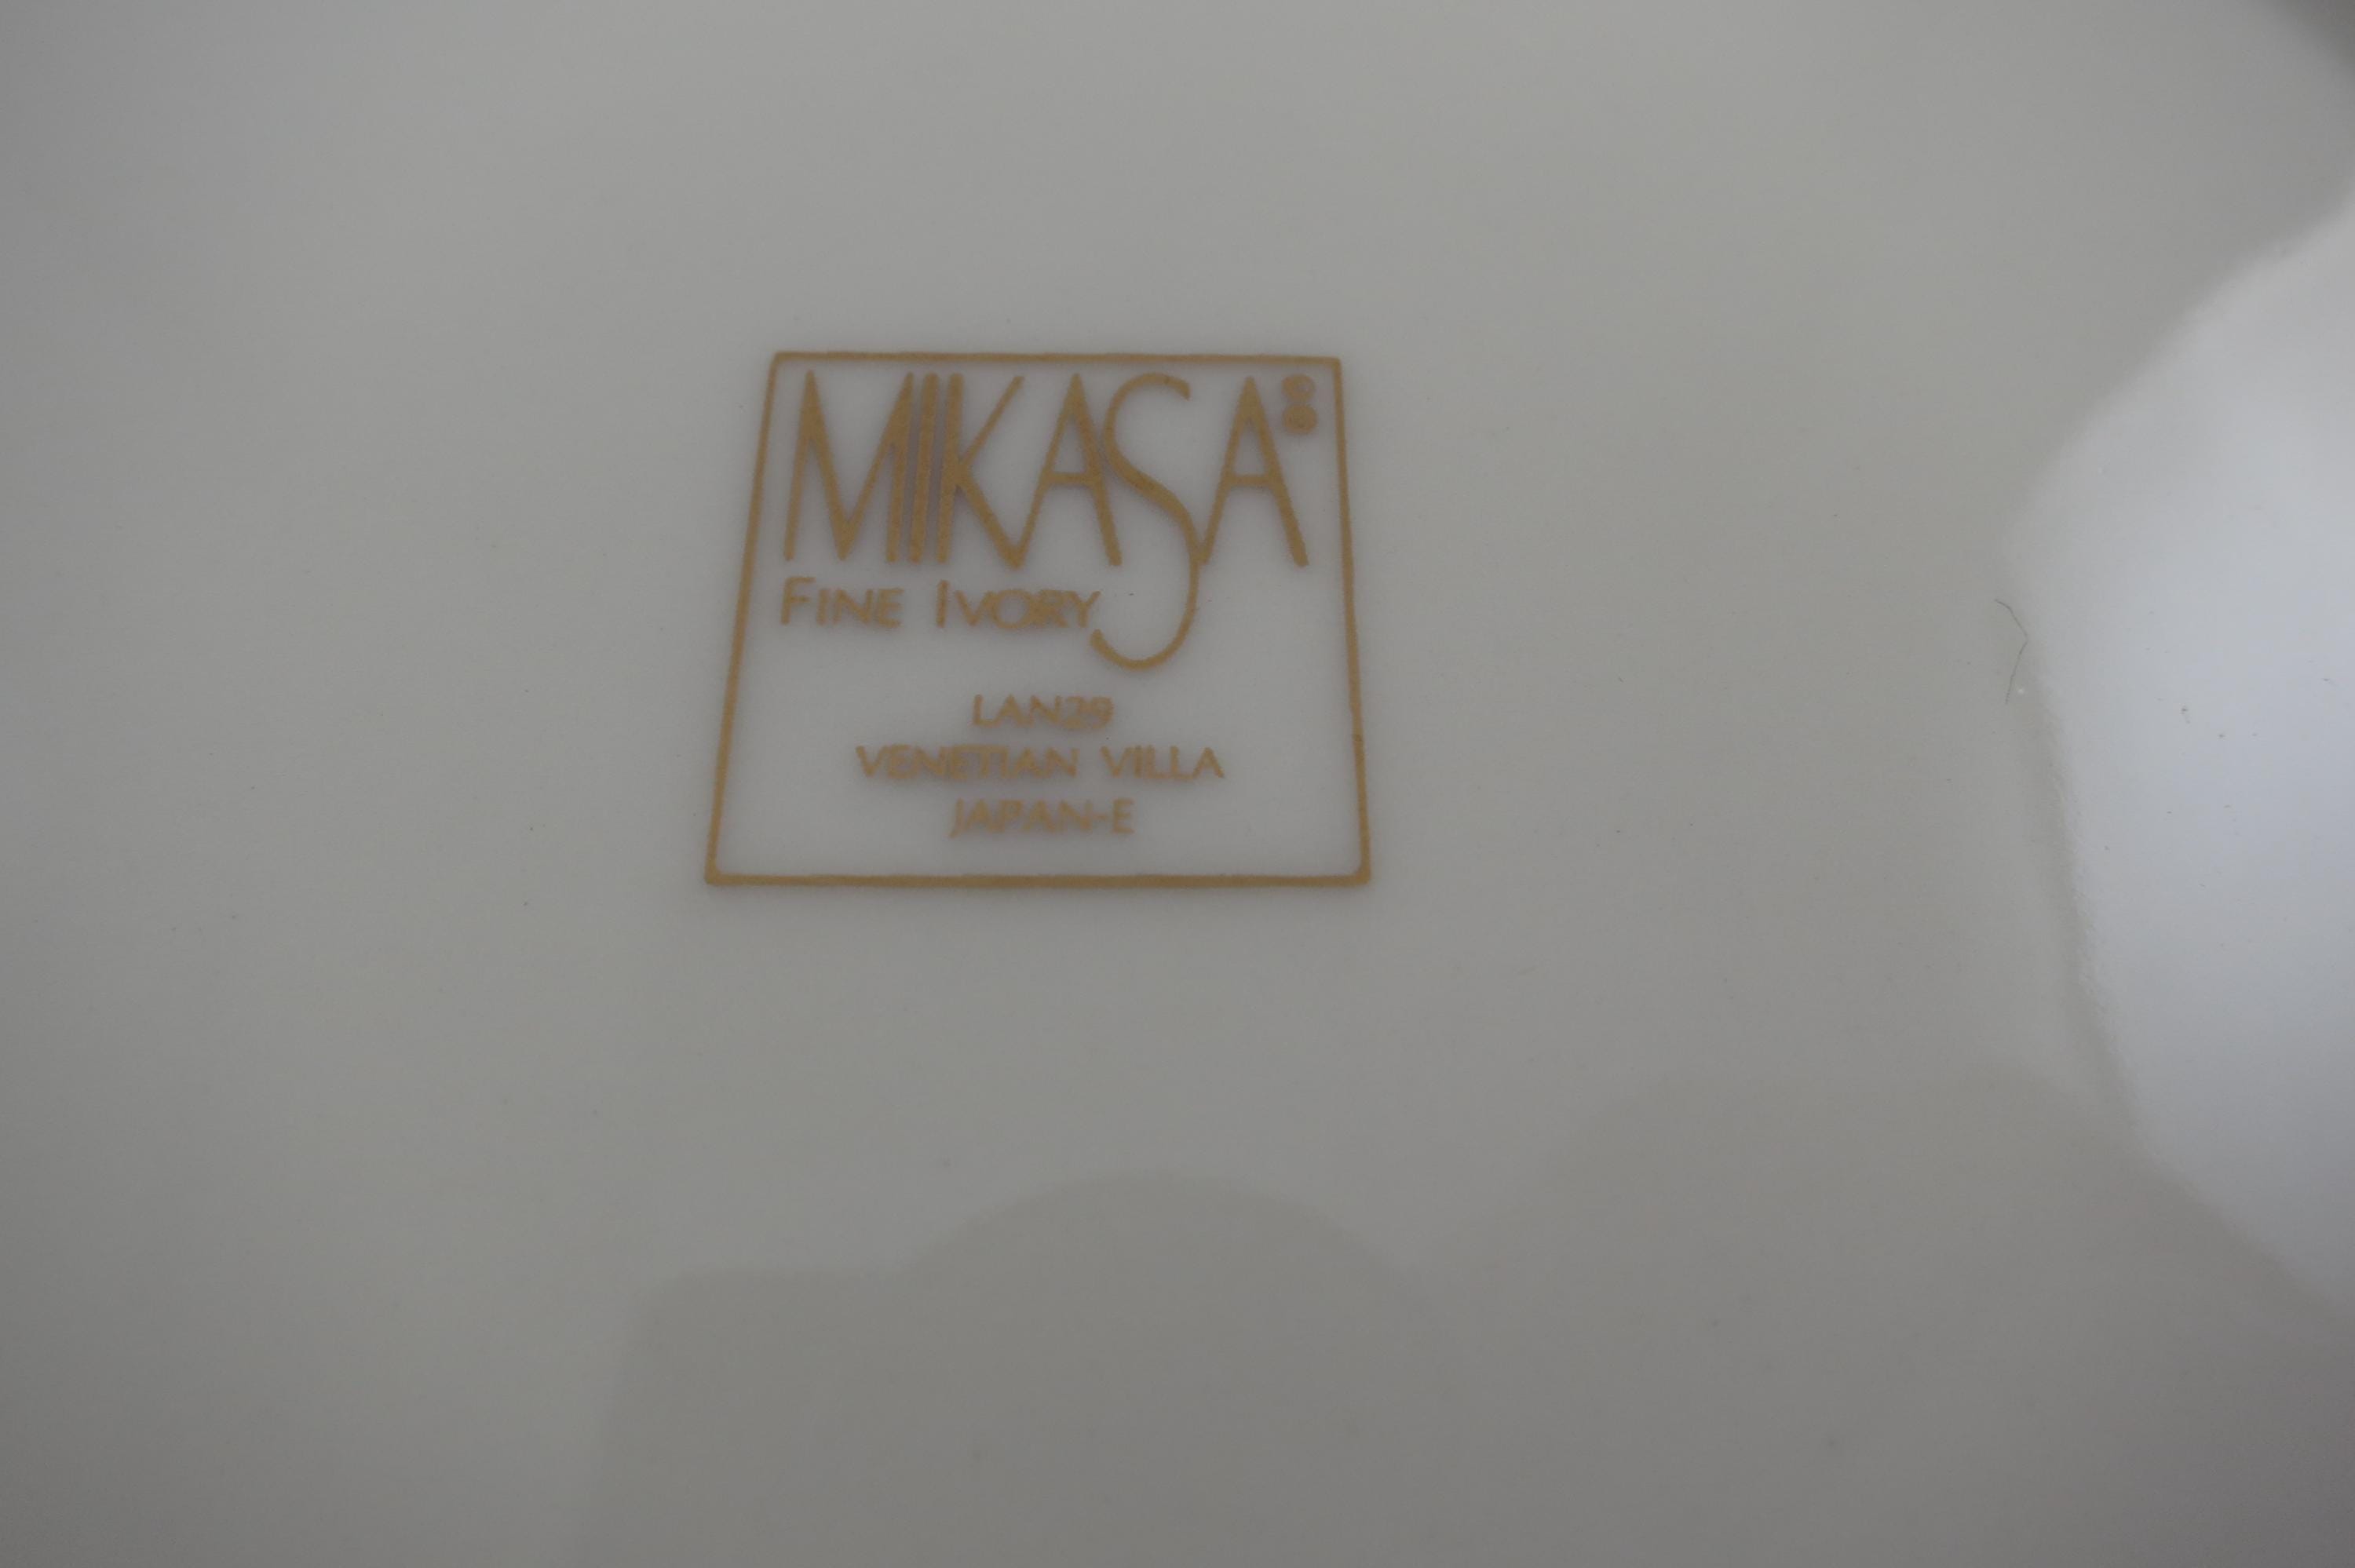 MIKASA®©
FINE IVORY
LAN29
VENETIAN VILLA
JAPAN-E